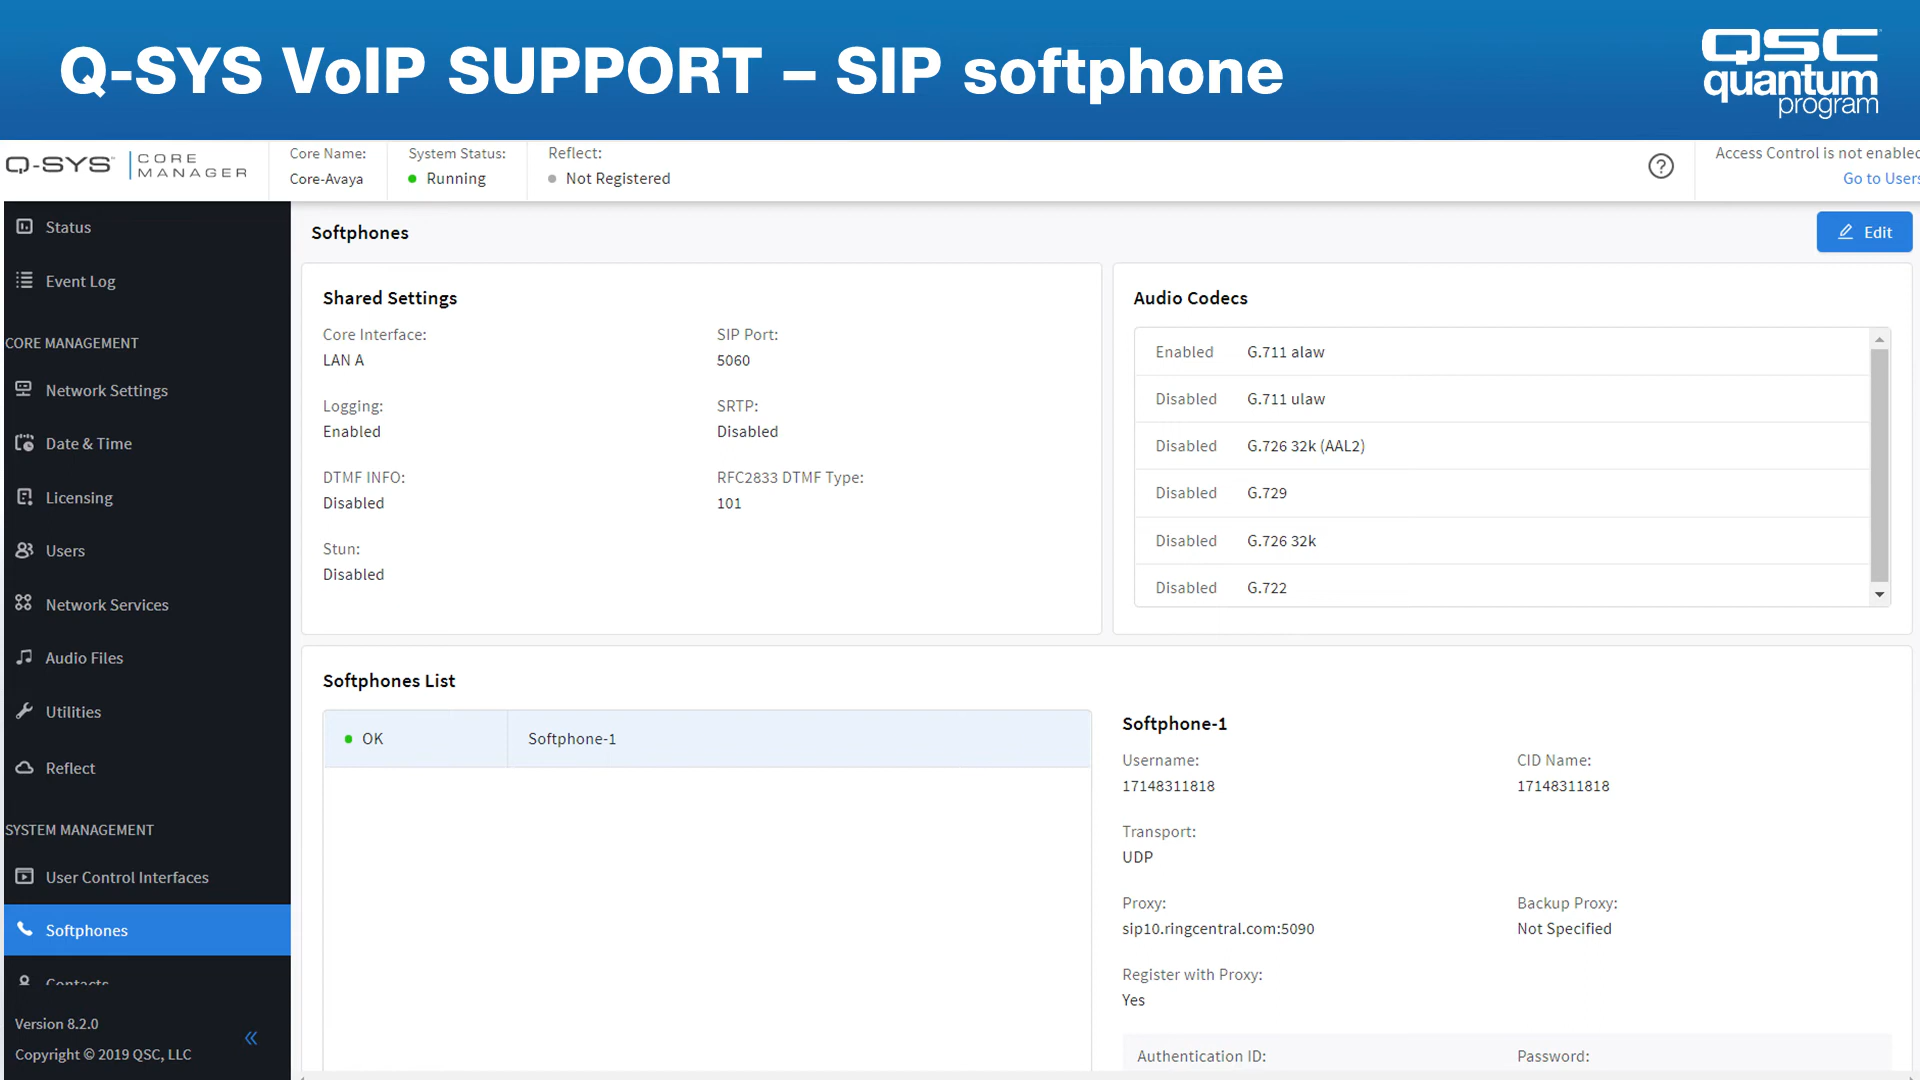 Q-SYS VoIP SUPPORT – SIP softphone
QSC
quantum
program
Q-SYS CORE MANAGER
Core Name:
Core-Avaya
System Status:
Running
Reflect:
Not Registered
Access Control is not enabled
Go to Users
Status
Event Log
CORE MANAGEMENT
Network Settings
Date & Time
Licensing
Users
Network Services
Audio Files
Utilities
Reflect
SYSTEM MANAGEMENT
User Control Interfaces
Softphones
Contacts
Version 8.2.0
Copyright © 2019 QSC, LLC
Softphones
Edit
Shared Settings
Core Interface:
LAN A
SIP Port:
5060
Logging:
Enabled
SRTP:
Disabled
DTMF INFO:
Disabled
RFC2833 DTMF Type:
101
Stun:
Disabled
Audio Codecs
Enabled G.711 alaw
Disabled G.711 ulaw
Disabled G.726 32k (AAL2)
Disabled G.729
Disabled G.726 32k
Disabled G.722
Softphones List
OK Softphone-1
Softphone-1
Username:
17148311818
CID Name:
17148311818
Transport:
UDP
Proxy:
sip10.ringcentral.com:5090
Backup Proxy:
Not Specified
Register with Proxy:
Yes
Authentication ID:
Password: